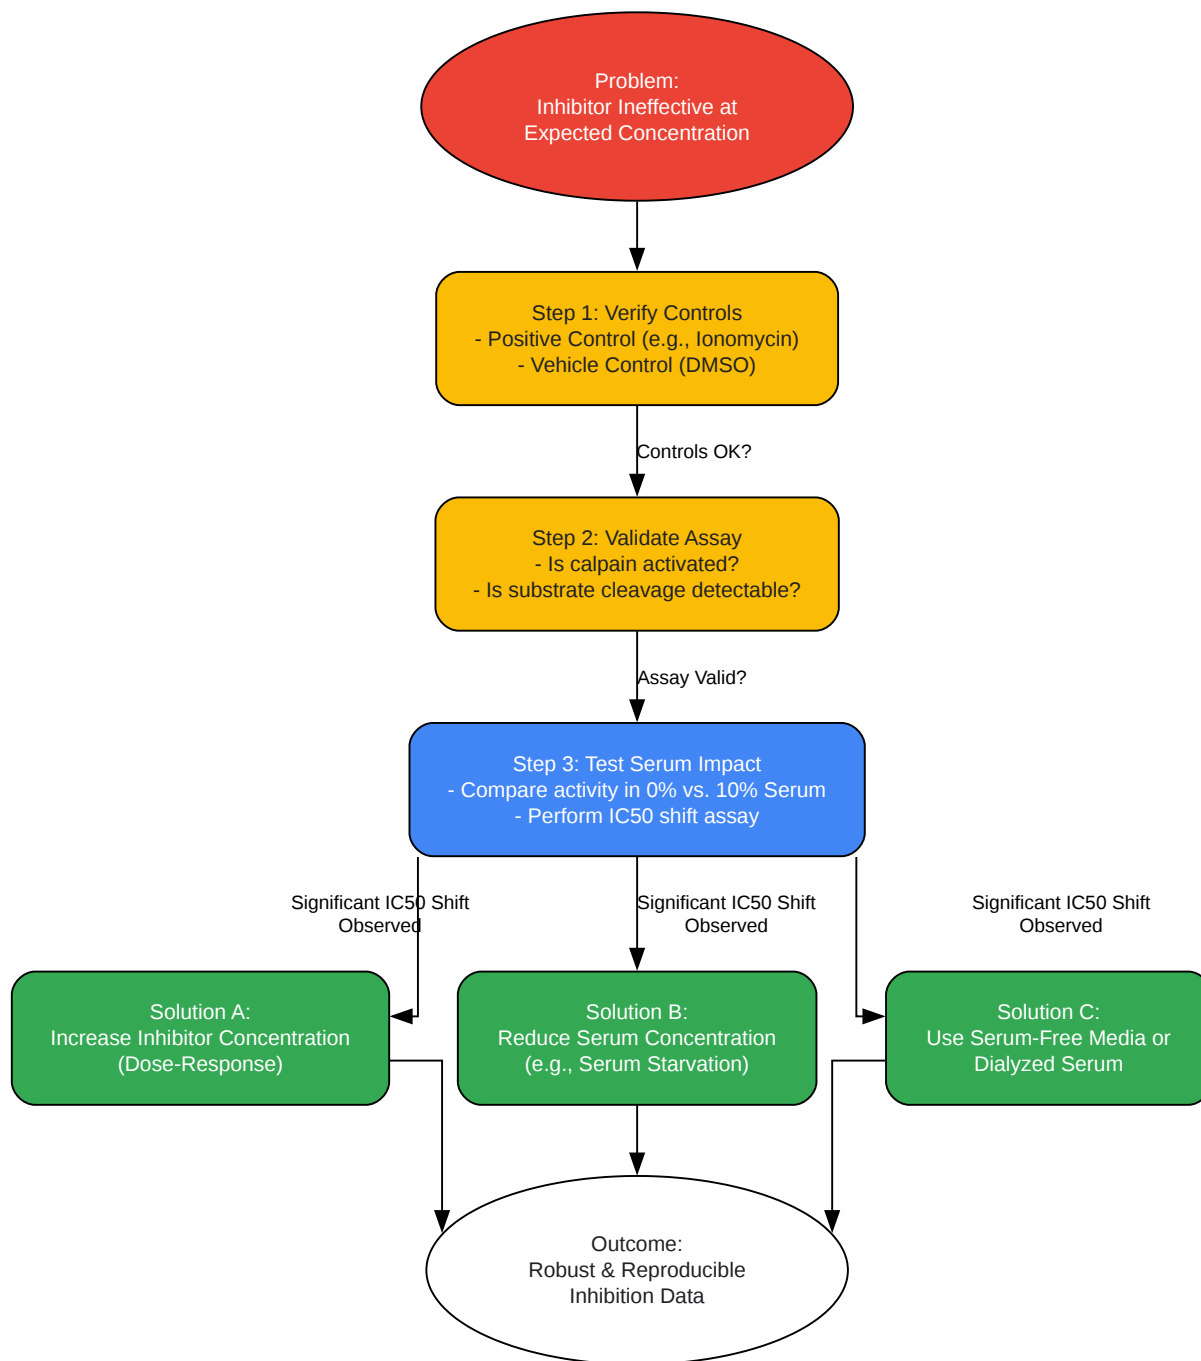 Problem:
Inhibitor Ineffective at
Expected Concentration
Step 1: Verify Controls
- Positive Control (e.g., Ionomycin)
- Vehicle Control (DMSO)
Controls OK?
Step 2: Validate Assay
- Is calpain activated?
- Is substrate cleavage detectable?
Assay Valid?
Step 3: Test Serum Impact
- Compare activity in 0% vs. 10% Serum
- Perform IC50 shift assay
Significant IC50 Shift
Observed
Significant IC50 Shift
Observed
Significant IC50 Shift
Observed
Solution A:
Increase Inhibitor Concentration
(Dose-Response)
Solution B:
Reduce Serum Concentration
(e.g., Serum Starvation)
Solution C:
Use Serum-Free Media or
Dialyzed Serum
Outcome:
Robust & Reproducible
Inhibition Data